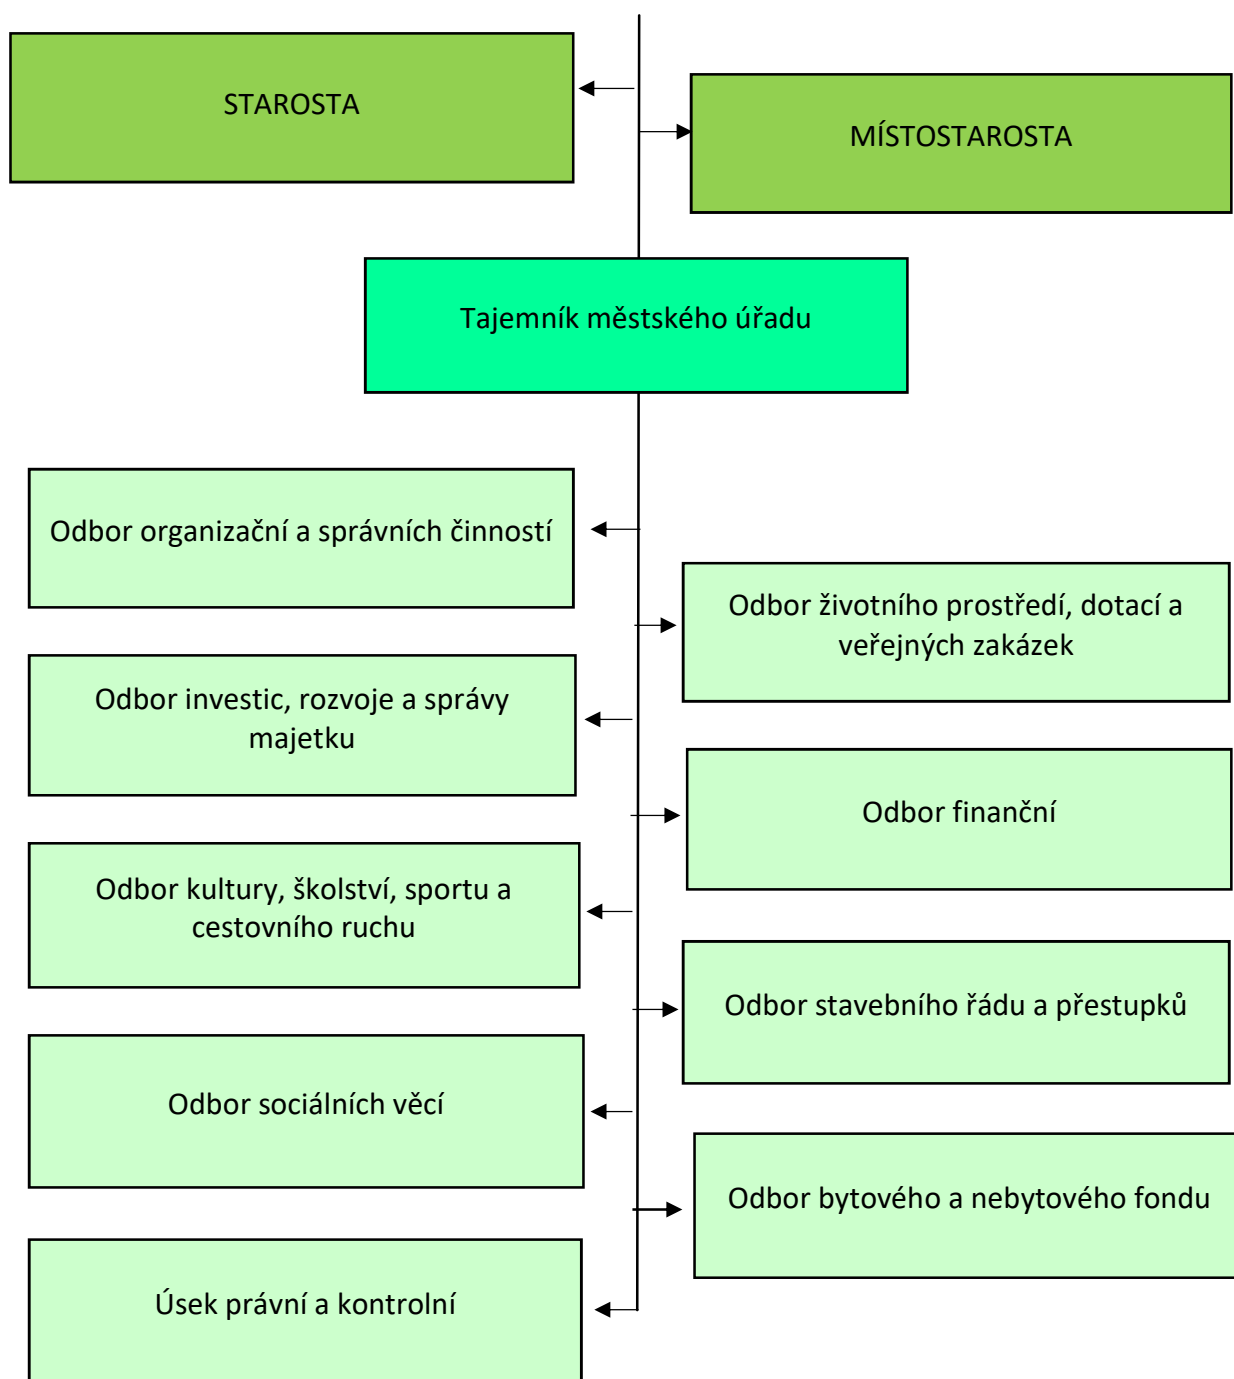 STAROSTA
MÍSTOSTAROSTA
Tajemník městského úřadu
Odbor organizační a správních činností
Odbor životního prostředí, dotací a
veřejných zakázek
Odbor investic, rozvoje a správy
majetku
Odbor finanční
Odbor kultury, školství, sportu a
cestovního ruchu
Odbor stavebního řádu a přestupků
Odbor sociálních věcí
Odbor bytového a nebytového fondu
Úsek právní a kontrolní